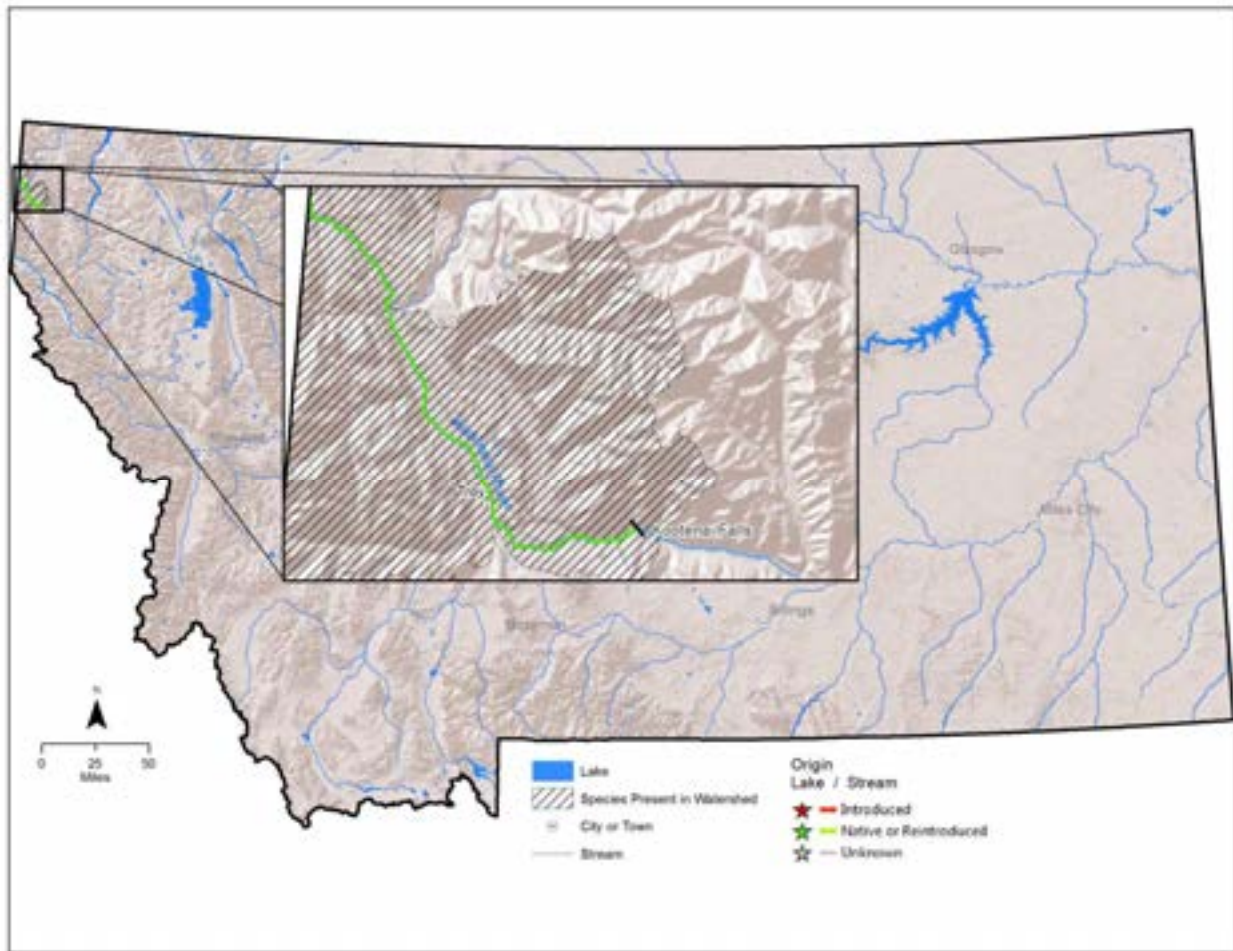 Glasgow
Troy
Kootenai Falls
Miles City
Billings
Bozeman
N
0 25 50
Miles
Lake
Species Present in Watershed
City or Town
Stream
Origin
Lake / Stream
Introduced
Native or Reintroduced
Unknown